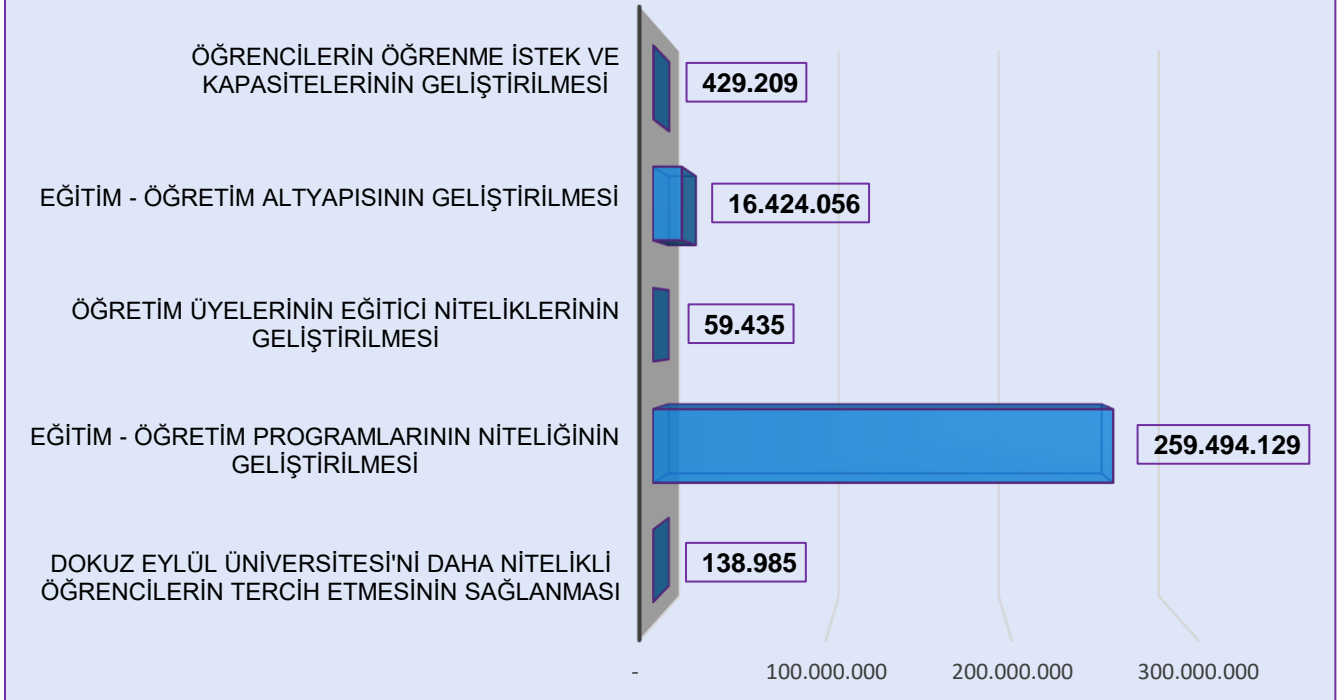 ÖĞRENCİLERİN ÖĞRENME İSTEK VE
KAPASİTELERİNİN GELİŞTİRİLMESİ
429.209
EĞİTİM - ÖĞRETİM ALTYAPISININ GELİŞTİRİLMESİ
16.424.056
ÖĞRETİM ÜYELERİNİN EĞİTİCİ NİTELİKLERİNİN
GELİŞTİRİLMESİ
59.435
EĞİTİM - ÖĞRETİM PROGRAMLARININ NİTELİĞİNİN
GELİŞTİRİLMESİ
259.494.129
DOKUZ EYLÜL ÜNİVERSİTESİ'Nİ DAHA NİTELİKLİ
ÖĞRENCİLERİN TERCİH ETMESİNİN SAĞLANMASI
138.985
- 100.000.000 200.000.000 300.000.000